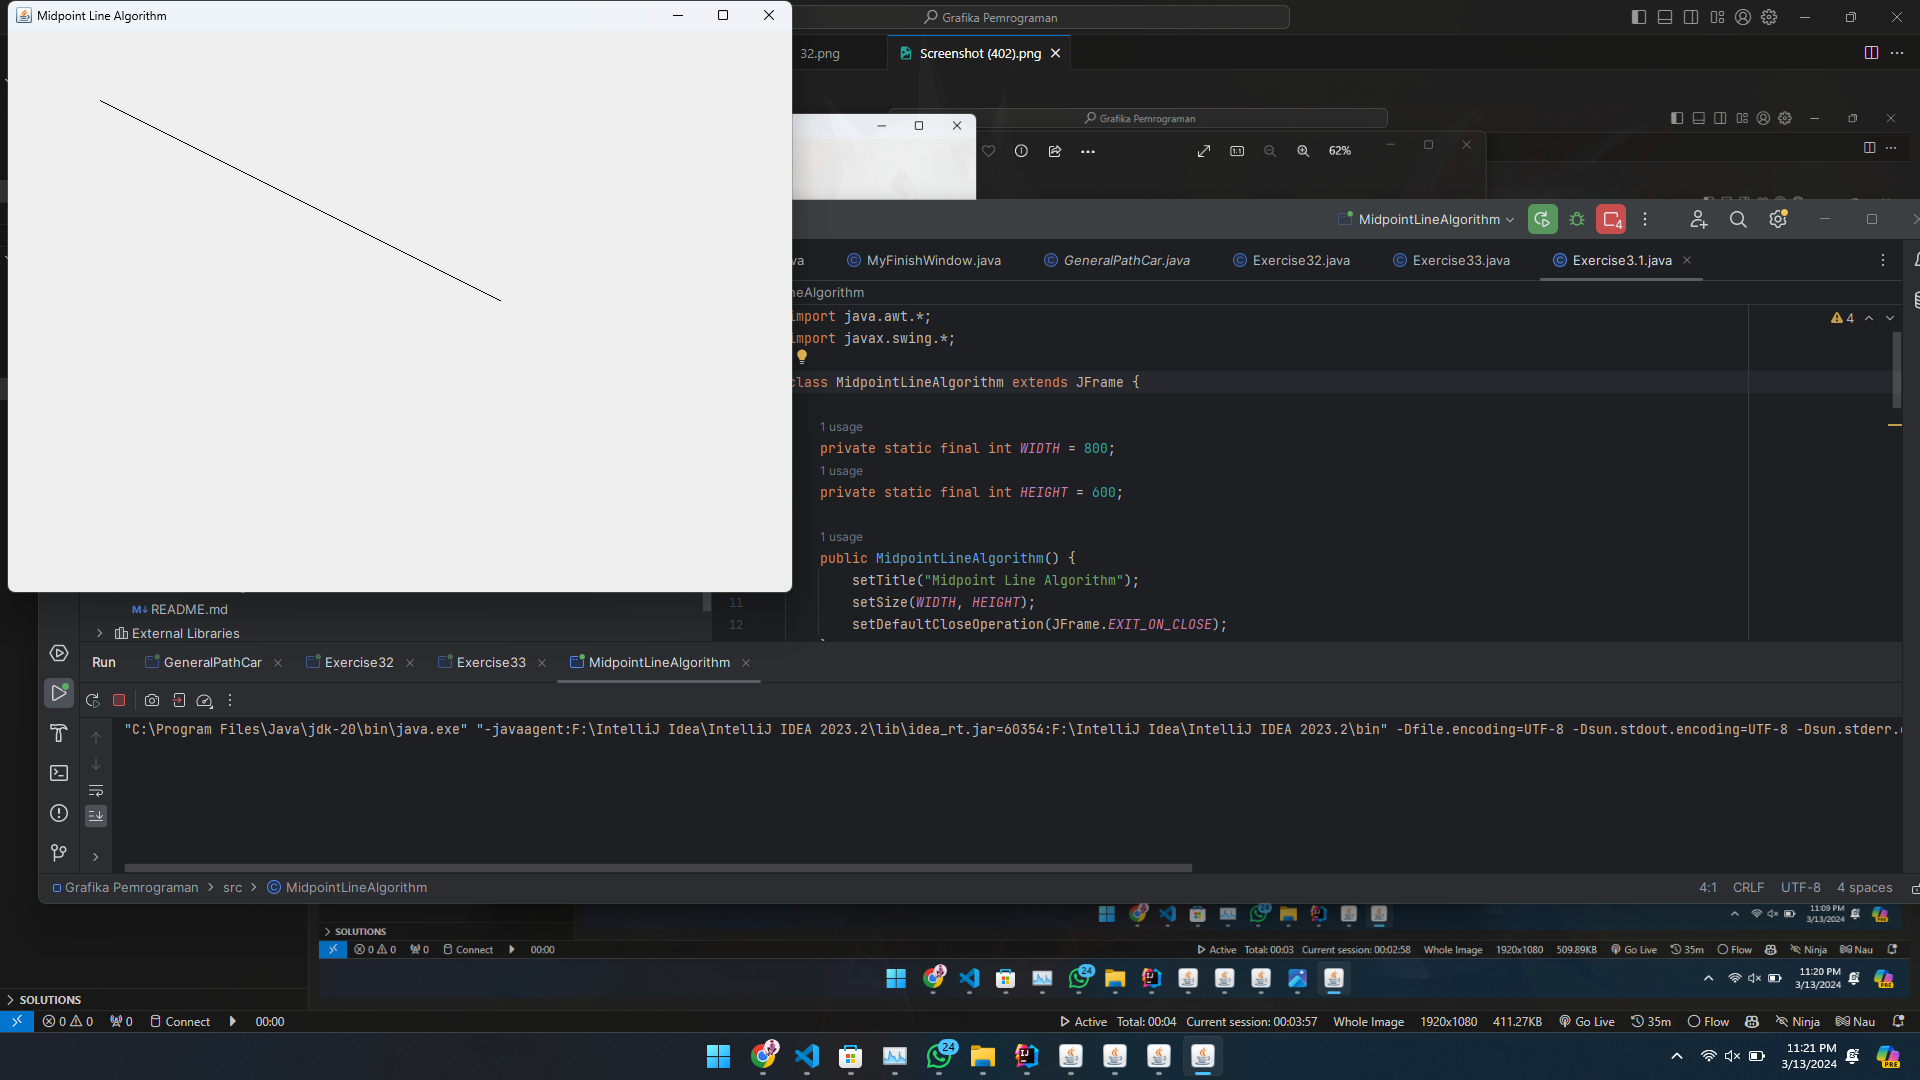 Midpoint Line Algorithm
Grafika Pemrograman
32.png
Screenshot (402).png
Grafika Pemrograman
62%
MidpointLineAlgorithm
4
va
MyFinishWindow.java
GeneralPathCar.java
Exercise32.java
Exercise33.java
Exercise3.1.java
neAlgorithm
import java.awt.*;
4
import javax.swing.*;
class MidpointLineAlgorithm extends JFrame {
1 usage
private static final int WIDTH = 800;
1 usage
private static final int HEIGHT = 600;
1 usage
public MidpointLineAlgorithm() {
setTitle("Midpoint Line Algorithm");
11 setSize(WIDTH, HEIGHT);
12 setDefaultCloseOperation(JFrame.EXIT_ON_CLOSE);
M↓ README.md
External Libraries
Run
GeneralPathCar
Exercise32
Exercise33
MidpointLineAlgorithm
"C:\Program Files\Java\jdk-20\bin\java.exe" "-javaagent:F:\IntelliJ Idea\IntelliJ IDEA 2023.2\lib\idea_rt.jar=60354:F:\IntelliJ Idea\IntelliJ IDEA 2023.2\bin" -Dfile.encoding=UTF-8 -Dsun.stdout.encoding=UTF-8 -Dsun.stderr.
Grafika Pemrograman > src > MidpointLineAlgorithm
4:1 CRLF UTF-8 4 spaces
11:09 PM
3/13/2024
SOLUTIONS
0 0 0 Connect 00:00
Active Total: 00:03 Current session: 00:02:58 Whole Image 1920x1080 509.89KB Go Live 35m Flow Ninja Nau
24
11:20 PM
3/13/2024
SOLUTIONS
0 0 0 Connect 00:00
Active Total: 00:04 Current session: 00:03:57 Whole Image 1920x1080 411.27KB Go Live 35m Flow Ninja Nau
24
11:21 PM
3/13/2024
PRE